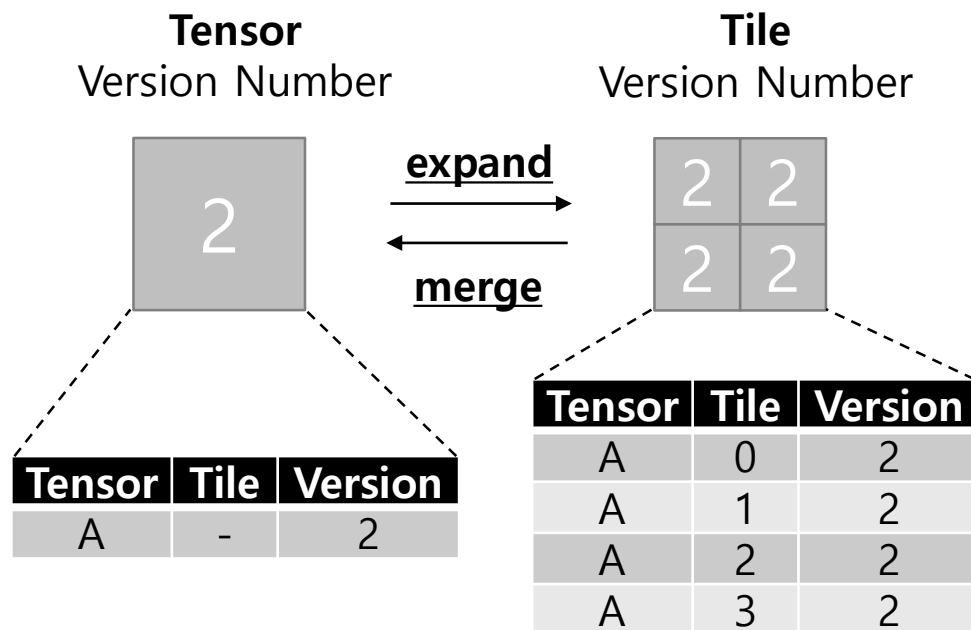 Tensor
Version Number
Tile
Version Number
2
expand
merge
2 2
2 2
Tensor Tile Version
A - 2
Tensor Tile Version
A 0 2
A 1 2
A 2 2
A 3 2